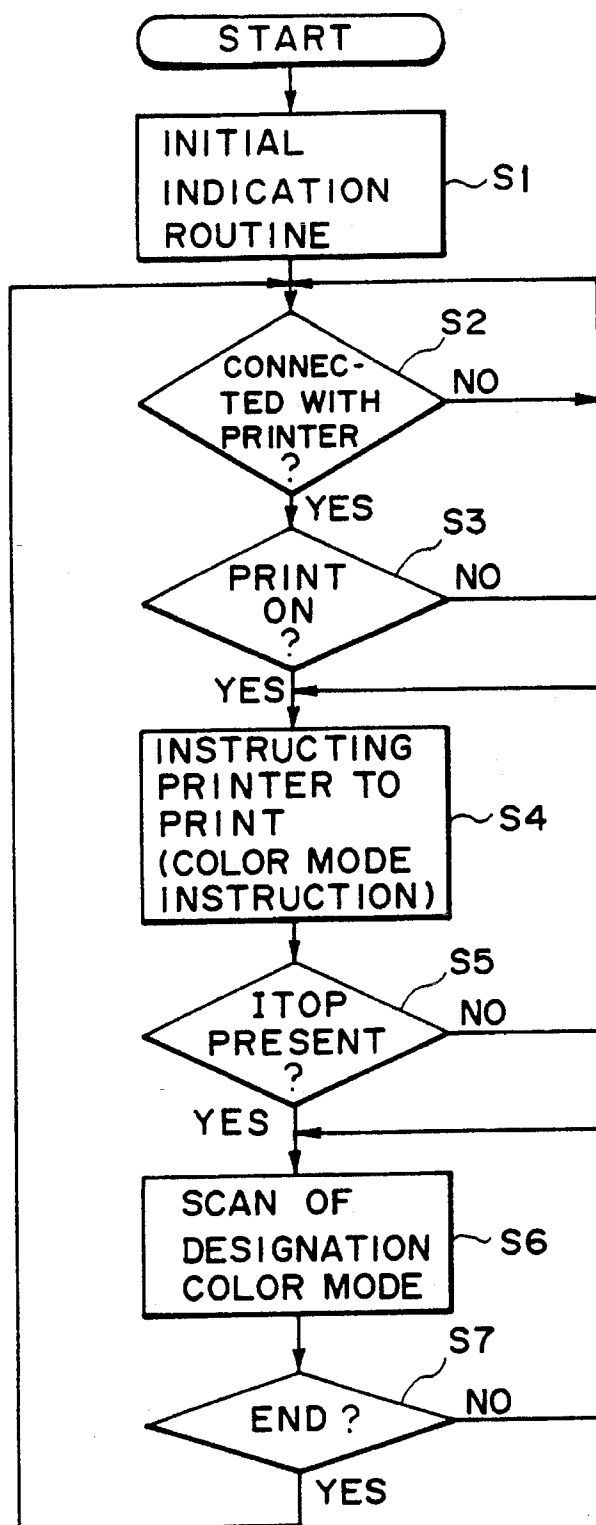 START
INITIAL
INDICATION
ROUTINE
S1
S2
CONNEC-
TED WITH
PRINTER
?
NO
YES
S3
PRINT
ON
?
NO
YES
INSTRUCTING
PRINTER TO
PRINT
(COLOR MODE
INSTRUCTION)
S4
S5
ITOP
PRESENT
?
NO
YES
SCAN OF
DESIGNATION
COLOR MODE
S6
S7
END ?
NO
YES